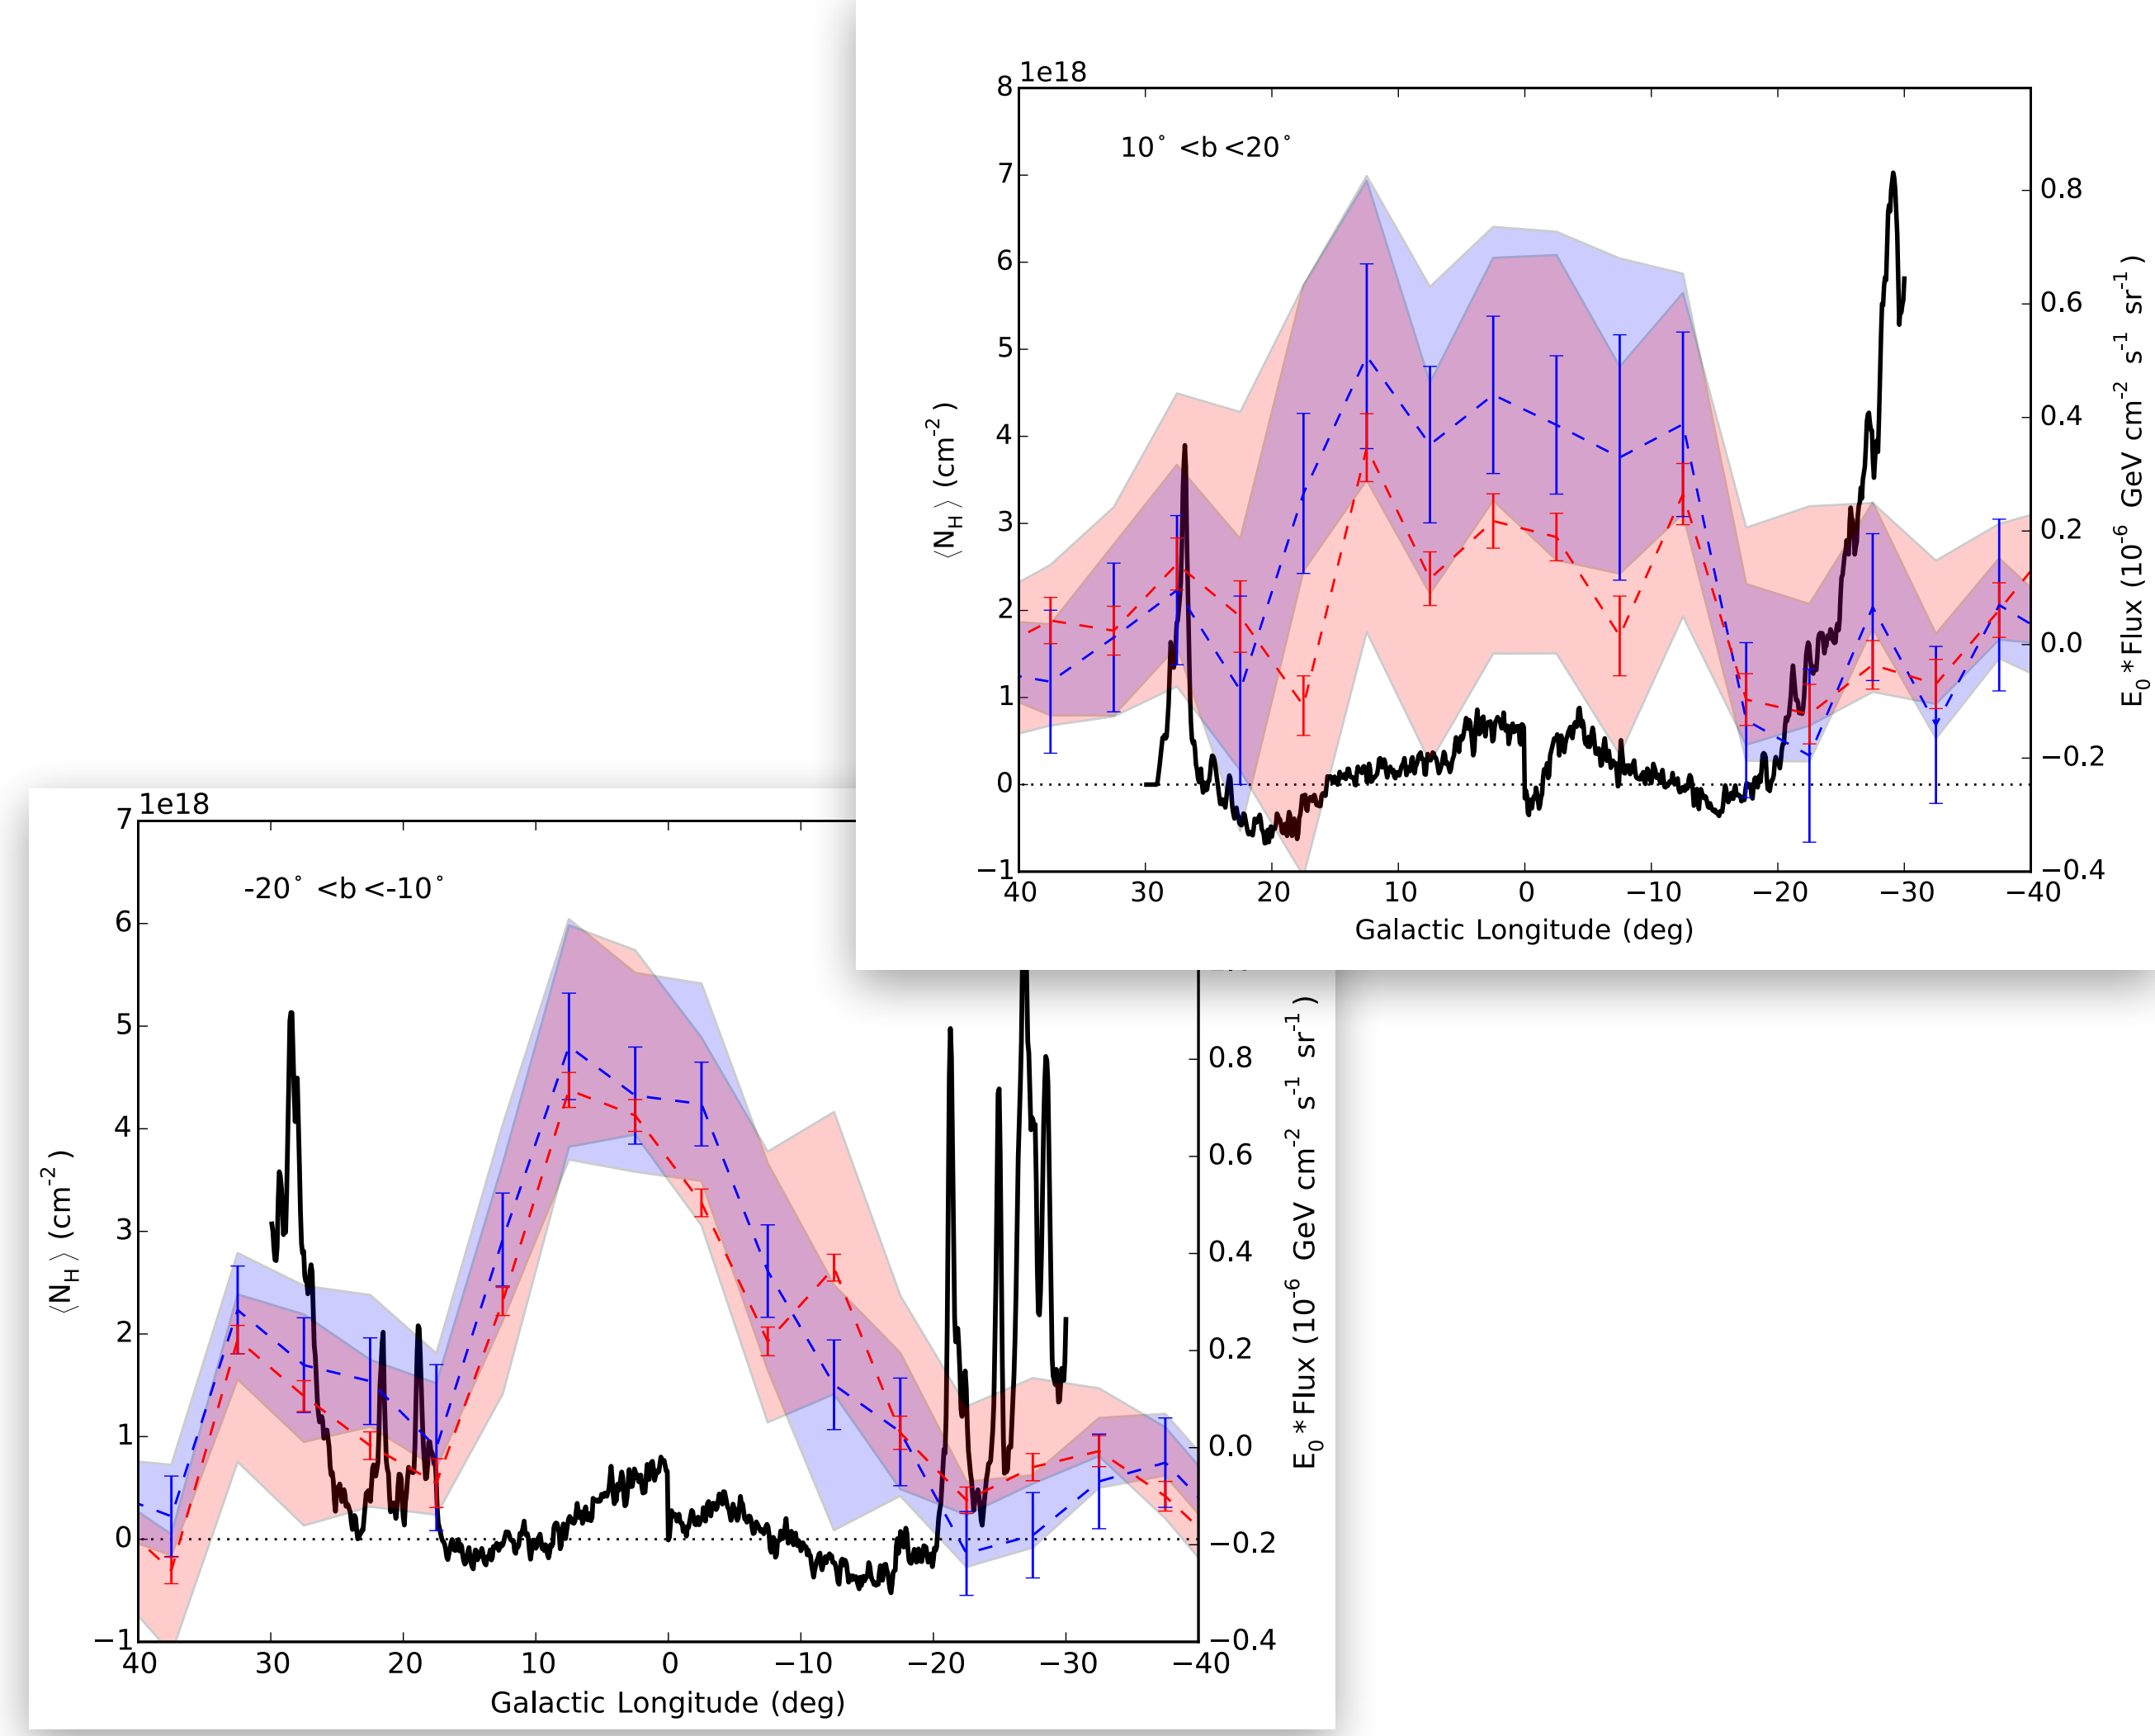 1e18
10° <b <20°
8
7
6
5
4
3
2
1
0
−1
⟨N_H⟩ (cm^-2)
0.8
0.6
0.4
0.2
0.0
−0.2
−0.4
E_0*Flux (10^-6 GeV cm^-2 s^-1 sr^-1)
40 30 20 10 0 −10 −20 −30 −40
Galactic Longitude (deg)
1e18
-20° <b <-10°
7
6
5
4
3
2
1
0
−1
⟨N_H⟩ (cm^-2)
0.8
0.6
0.4
0.2
0.0
−0.2
−0.4
E_0*Flux (10^-6 GeV cm^-2 s^-1 sr^-1)
40 30 20 10 0 −10 −20 −30 −40
Galactic Longitude (deg)